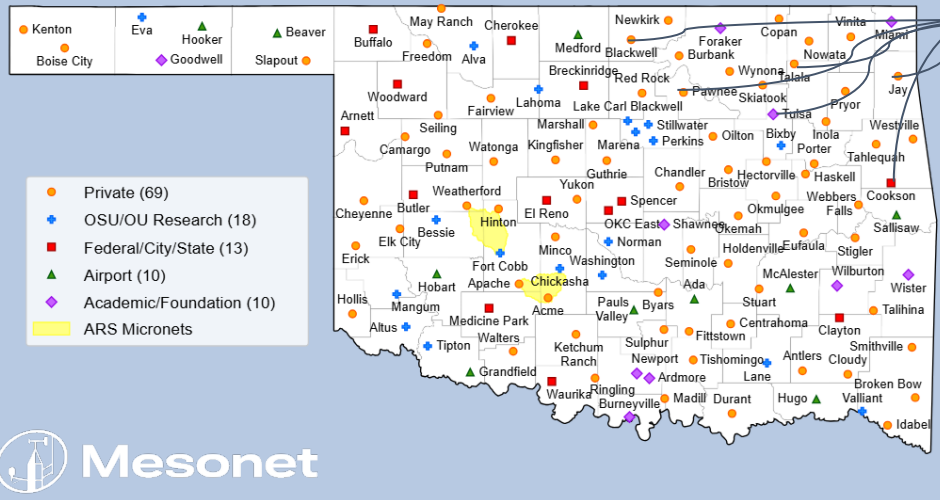 Kenton
Boise City
Eva
Hooker
Goodwell
Beaver
Slapout
May Ranch
Buffalo
Freedom
Cherokee
Alva
Medford
Newkirk
Blackwell
Foraker
Burbank
Copan
Vinita
Miami
Nowata
Wynona
Talala
Breckinridge
Red Rock
Pawnee
Skiatook
Jay
Pryor
Woodward
Fairview
Lahoma
Lake Carl Blackwell
Tulsa
Arnett
Seiling
Marshall
Stillwater
Oilton
Bixby
Inola
Westville
Camargo
Putnam
Watonga
Kingfisher
Marena
Perkins
Porter
Tahlequah
Guthrie
Chandler
Bristow
Hectorville
Haskell
Cookson
Private (69)
OSU/OU Research (18)
Federal/City/State (13)
Airport (10)
Academic/Foundation (10)
ARS Micronets
Cheyenne
Butler
Weatherford
Hinton
El Reno
Yukon
Spencer
OKC East
Shawnee
Okemah
Okmulgee
Webbers
Falls
Sallisaw
Bessie
Elk City
Erick
Minco
Norman
Holdenville
Eufaula
Stigler
Fort Cobb
Washington
Seminole
McAlester
Wilburton
Wister
Hobart
Apache
Chickasha
Ada
Stuart
Hollis
Mangum
Acme
Pauls
Valley
Byars
Talihina
Altus
Medicine Park
Centrahoma
Clayton
Tipton
Walters
Ketchum
Ranch
Sulphur
Fittstown
Smithville
Newport
Tishomingo
Lane
Antlers
Cloudy
Grandfield
Ardmore
Broken Bow
Waurika
Ringling
Burneyville
Madill
Durant
Hugo
Valliant
Idabel
Mesonet